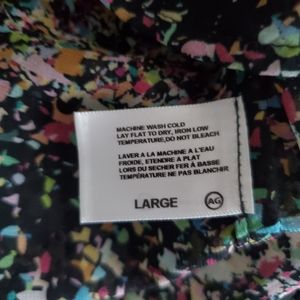 MACHINE WASH COLD
LAY FLAT TO DRY, IRON LOW
TEMPERATURE,DO NOT BLEACH
LAVER A LA MACHINE A L'EAU
FROIDE, ETENDRE A PLAT
LORS DU SECHER FER À BASSE
TEMPÉRATURE NE PAS BLANCHIR
LARGE AG